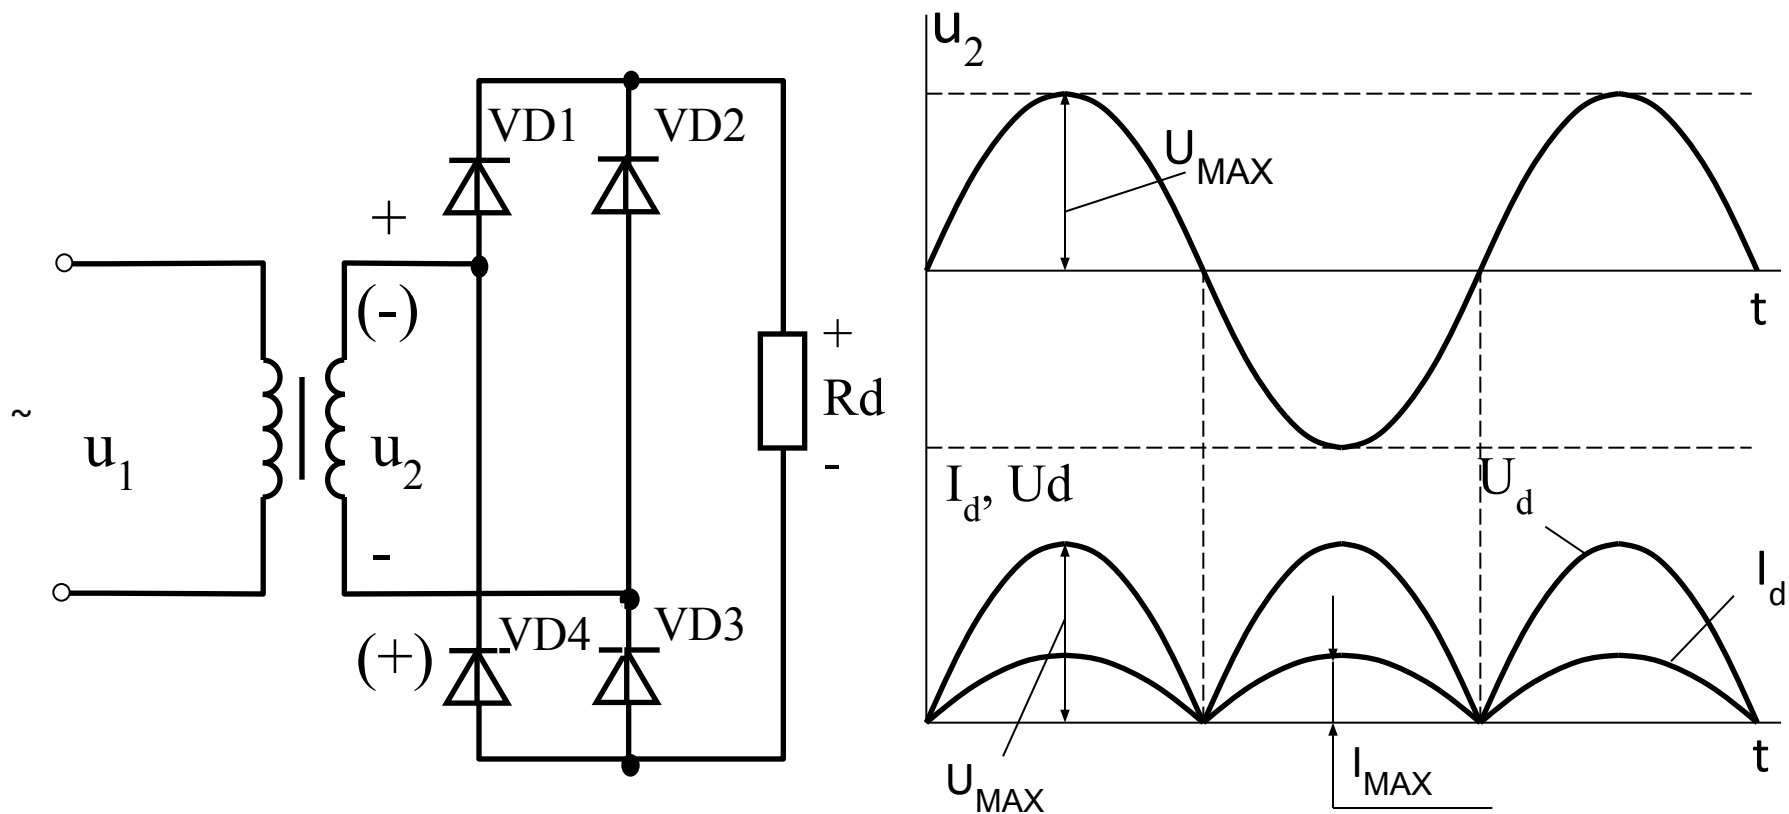 VD1
VD2
+
(-)
~
u1
u2
+
Rd
-
-
(+)
VD4
VD3
u2
UMAX
t
Id, Ud
Ud
Id
UMAX
IMAX
t